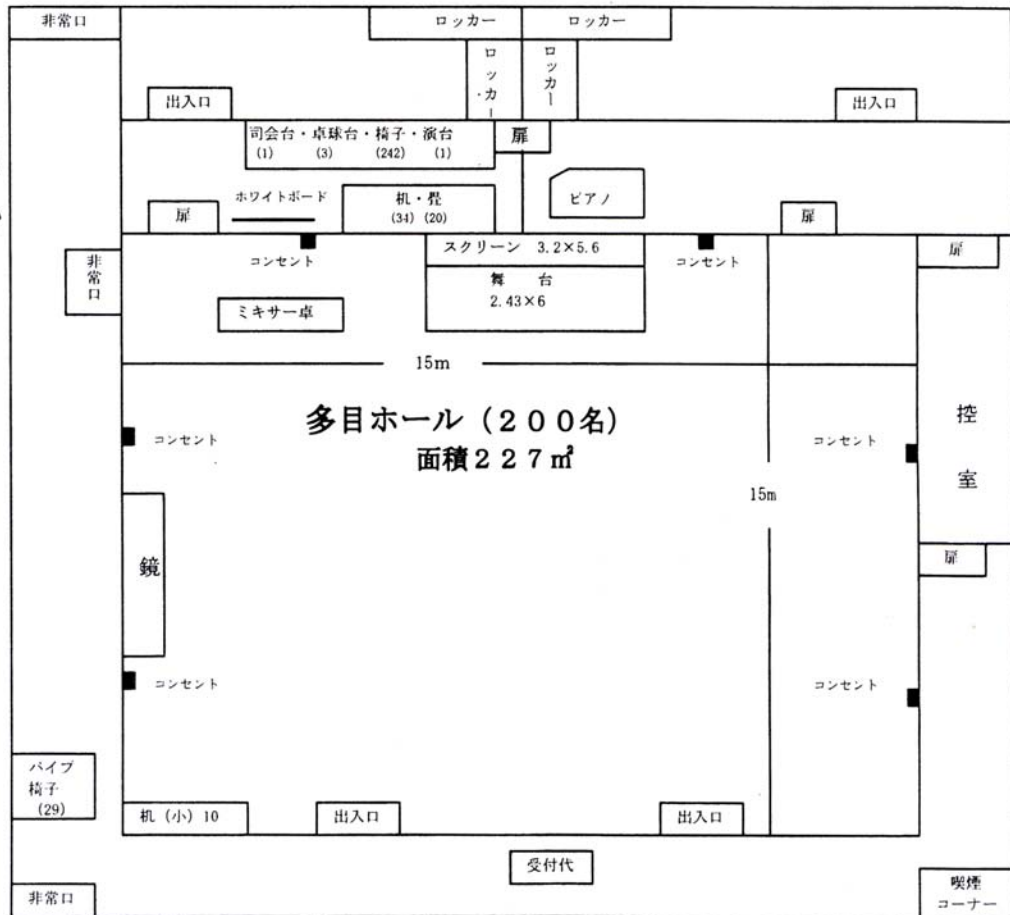 非常口
ロッカー
ロッカー
ロッカー
ロッカー
出入口
出入口
司会台・卓球台・椅子・演台
(1) (3) (242) (1)
扉
ホワイトボード
机・畳
(34) (20)
ピアノ
扉
扉
スクリーン 3.2×5.6
コンセント
コンセント
扉
非常口
舞 台
2.43×6
ミキサー卓
15m
多目ホール (200名)
面積227㎡
コンセント
コンセント
控室
15m
鏡
扉
コンセント
コンセント
パイプ
椅子
(29)
机(小)10
出入口
出入口
受付代
非常口
喫煙
コーナー